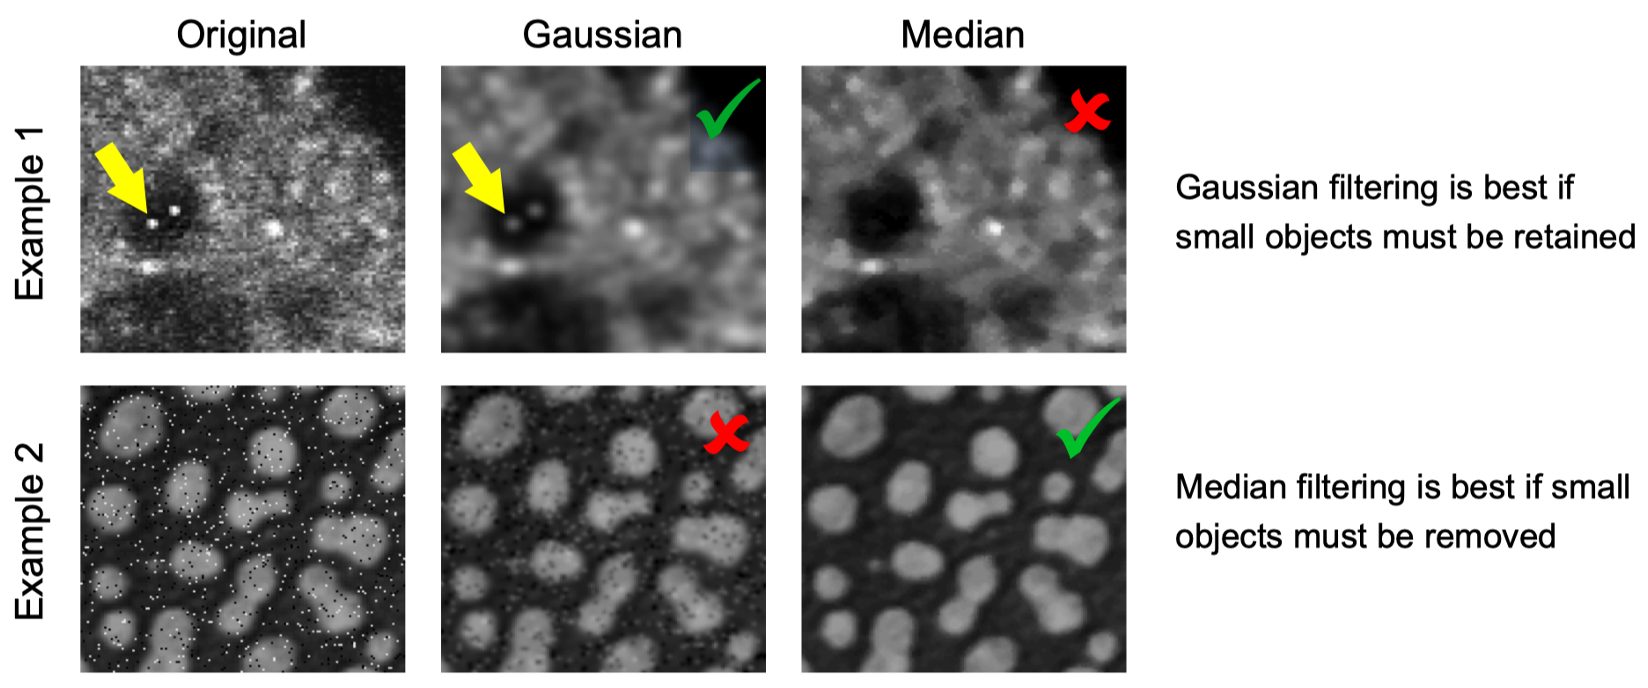 Original
Gaussian
Median
Example 1
Gaussian filtering is best if
small objects must be retained
Example 2
Median filtering is best if small
objects must be removed